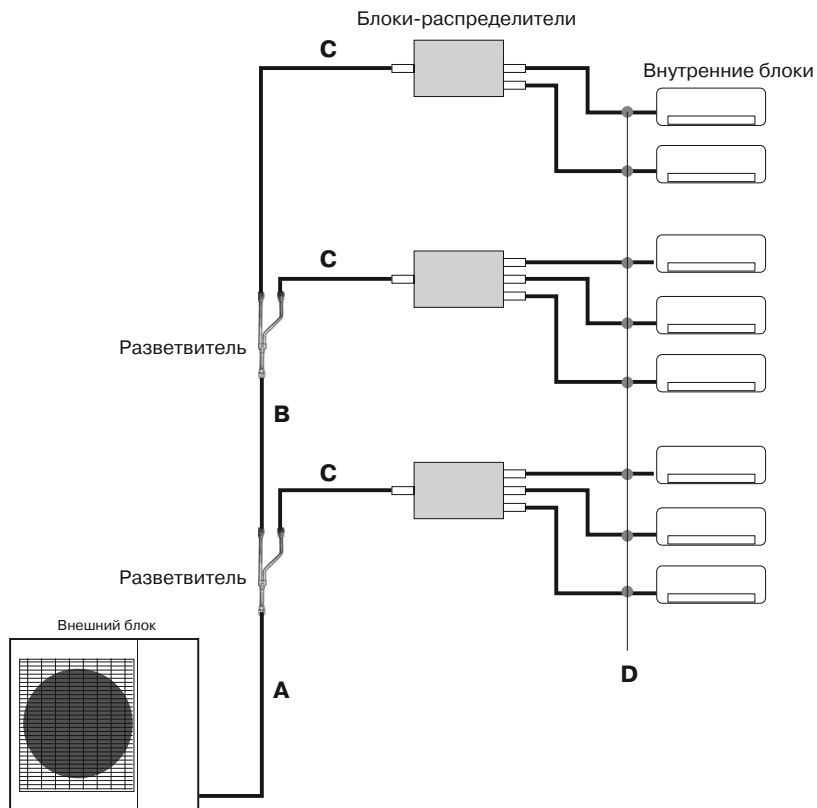 Блоки-распределители
C
Внутренние блоки
C
Разветвитель
B
C
Разветвитель
Внешний блок
A
D